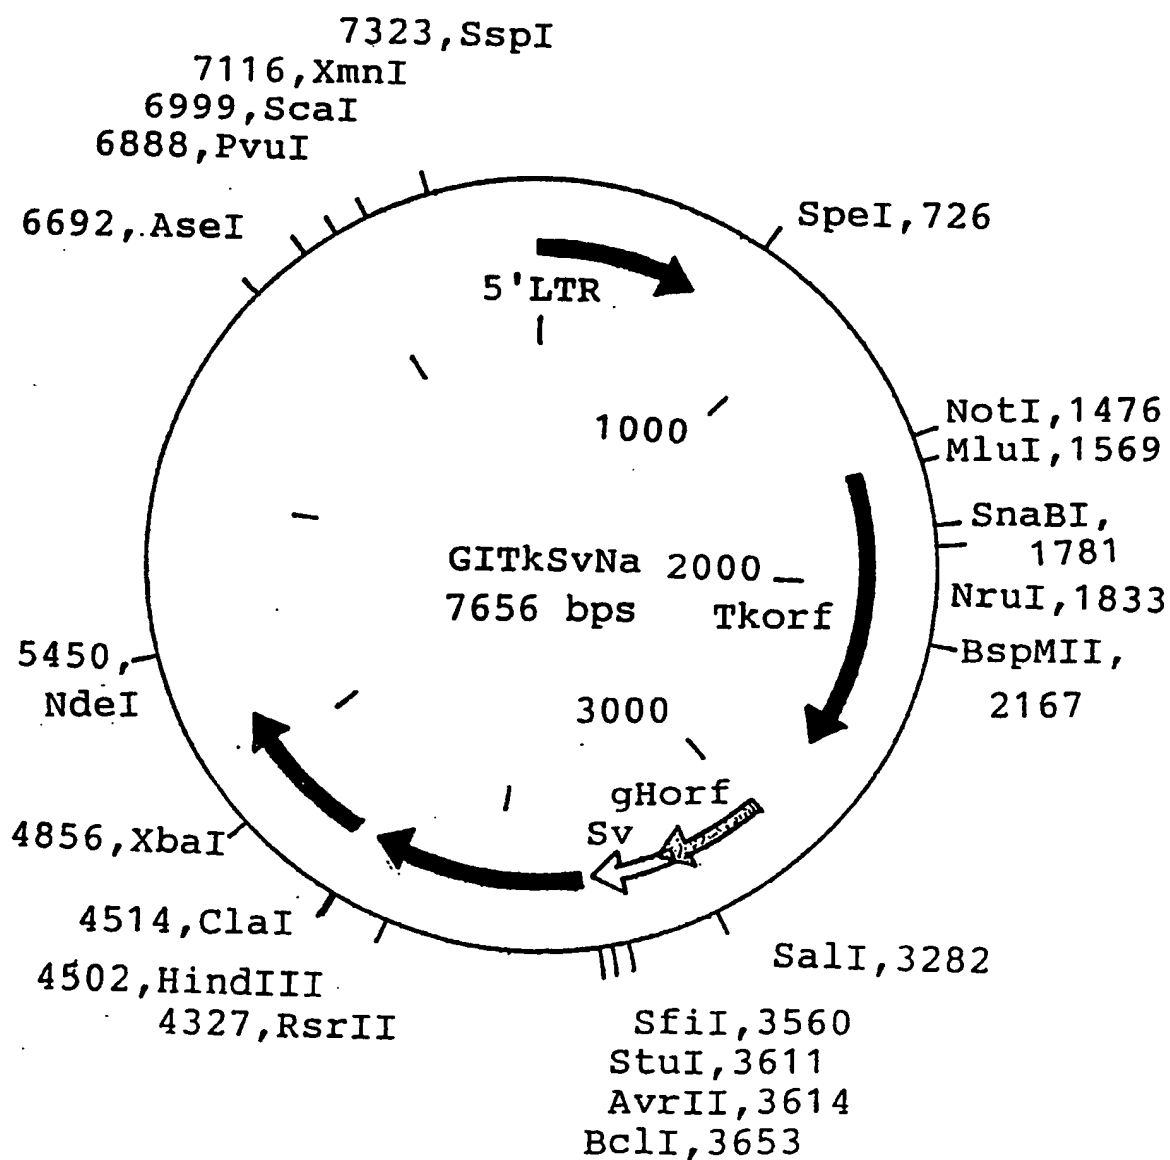 7323,SspI
7116,XmnI
6999,ScaI
6888,PvuI
6692,AseI
SpeI,726
5'LTR
NotI,1476
1000
MluI,1569
SnaBI,
1781
GITkSvNa
2000
7656 bps
Tkorf
NruI,1833
BspMII,
2167
5450,
NdeI
3000
gHorf
Sv
4856,XbaI
4514,ClaI
4502,HindIII
4327,RsrII
SalI,3282
SfiI,3560
StuI,3611
AvrII,3614
BclI,3653